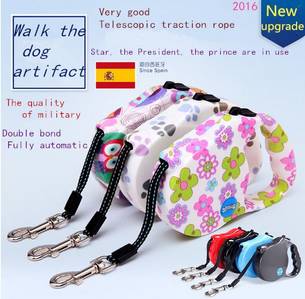 Very good
2016
New
upgrade
Telescopic traction rope
Walk the
dog
artifact
Star, the President, the prince are in use
Since Spain
The quality
of military
Double bond
Fully automatic